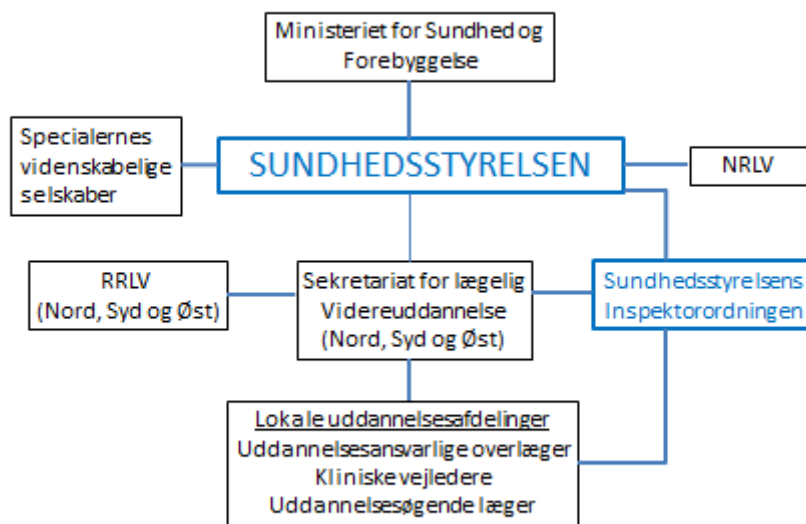 Ministeriet for Sundhed og
Forebyggelse
Specialernes
videnskabelige
selskaber
SUNDHEDSSTYRELSEN
NRLV
RRLV
(Nord, Syd og Øst)
Sekretariat for lægelig
Videreuddannelse
(Nord, Syd og Øst)
Sundhedsstyrelsens
Inspektorordningen
Lokale uddannelsesafdelinger
Uddannelsesansvarlige overlæger
Kliniske vejledere
Uddannelsesøgende læger